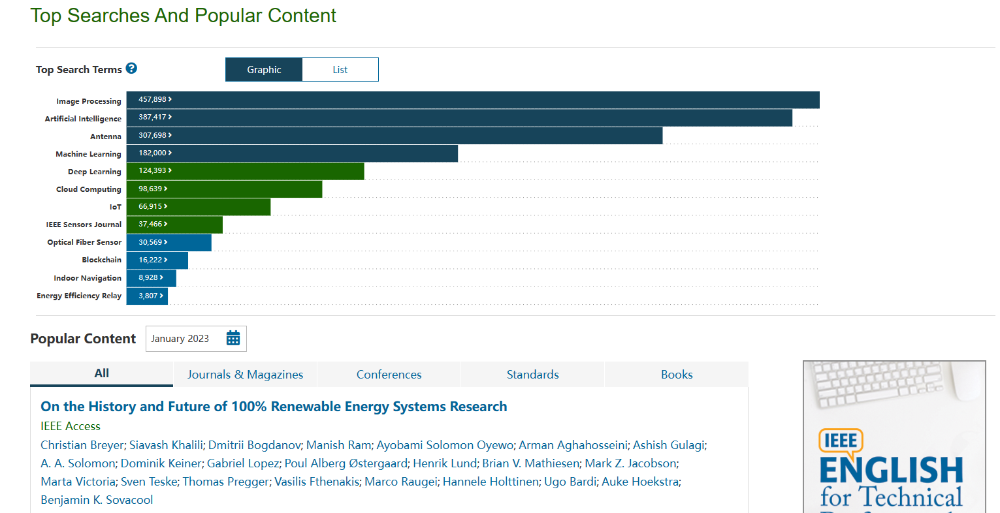 Top Searches And Popular Content
Top Search Terms ?
Graphic
List
Image Processing 457,898
Artificial Intelligence 387,417
Antenna 307,698
Machine Learning 182,000
Deep Learning 124,393
Cloud Computing 98,639
IoT 66,915
IEEE Sensors Journal 37,466
Optical Fiber Sensor 30,569
Blockchain 16,222
Indoor Navigation 8,928
Energy Efficiency Relay 3,807
Popular Content
January 2023
All
Journals & Magazines
Conferences
Standards
Books
On the History and Future of 100% Renewable Energy Systems Research
IEEE Access
Christian Breyer; Siavash Khalili; Dmitrii Bogdanov; Manish Ram; Ayobami Solomon Oyewo; Arman Aghahosseini; Ashish Gulagi;
A. A. Solomon; Dominik Keiner; Gabriel Lopez; Poul Alberg Østergaard; Henrik Lund; Brian V. Mathiesen; Mark Z. Jacobson;
Marta Victoria; Sven Teske; Thomas Pregger; Vasilis Fthenakis; Marco Raugei; Hannele Holttinen; Ugo Bardi; Auke Hoekstra;
Benjamin K. Sovacool
IEEE
ENGLISH
for Technical